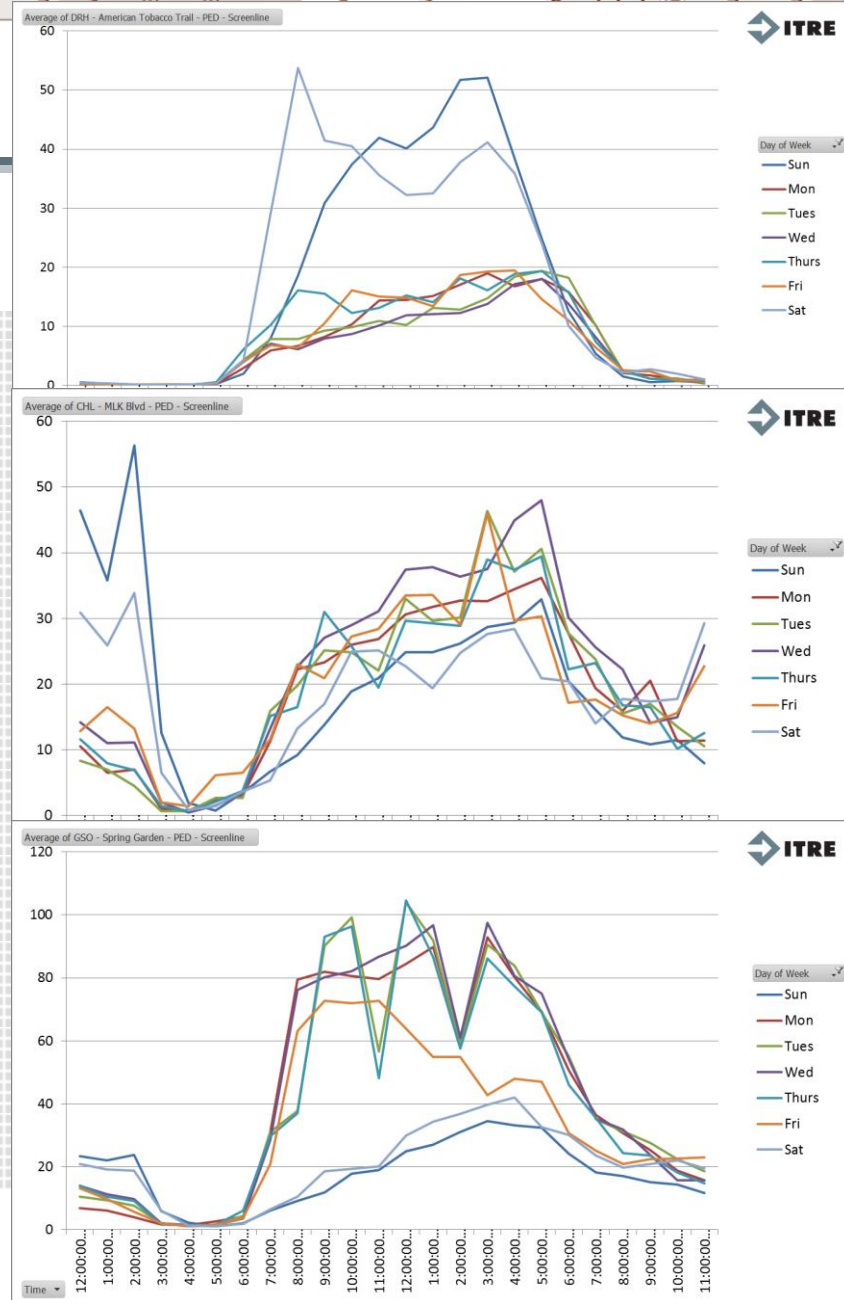 Average of DRH - American Tobacco Trail - PED - Screenline
ITRE
60
50
40
30
20
10
0
Day of Week
Sun
Mon
Tues
Wed
Thurs
Fri
Sat
Average of CHL - MLK Blvd - PED - Screenline
ITRE
60
50
40
30
20
10
0
Day of Week
Sun
Mon
Tues
Wed
Thurs
Fri
Sat
Average of GSO - Spring Garden - PED - Screenline
ITRE
120
100
80
60
40
20
0
Day of Week
Sun
Mon
Tues
Wed
Thurs
Fri
Sat
12:00:00...
1:00:00...
2:00:00...
3:00:00...
4:00:00...
5:00:00...
6:00:00...
7:00:00...
8:00:00...
9:00:00...
10:00:00...
11:00:00...
12:00:00...
1:00:00...
2:00:00...
3:00:00...
4:00:00...
5:00:00...
6:00:00...
7:00:00...
8:00:00...
9:00:00...
10:00:00...
11:00:00...
Time